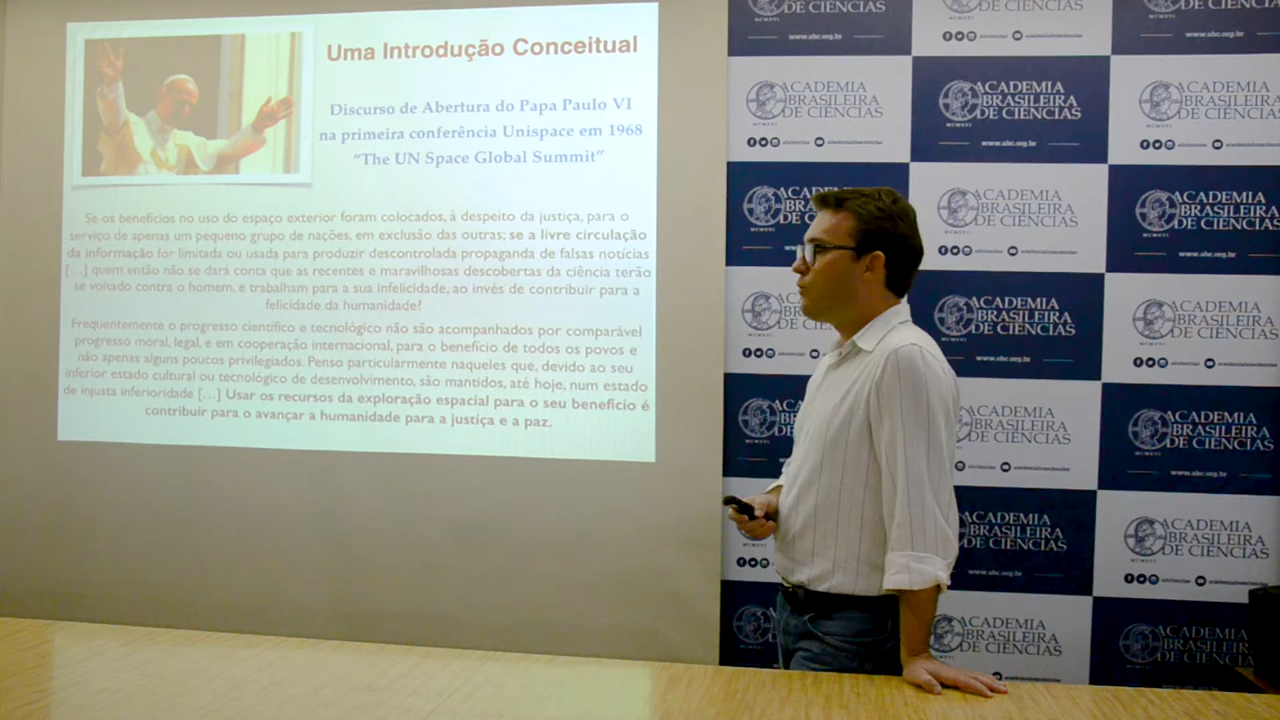 Uma Introdução Conceitual
Discurso de Abertura do Papa Paulo VI
na primeira conferência Unispace em 1968
“The UN Space Global Summit”
Se os benefícios no uso do espaço exterior foram colocados, à despeito da justiça, para o
serviço de apenas um pequeno grupo de nações, em exclusão das outras; se a livre circulação
da informação for limitada ou usada para produzir descontrolada propaganda de falsas notícias
[…] quem então não se dará conta que as recentes e maravilhosas descobertas da ciência terão
se voltado contra o homem, e trabalham para a sua infelicidade, ao invés de contribuir para a
felicidade da humanidade?
Frequentemente o progresso científico e tecnológico não são acompanhados por comparável
progresso moral, legal, e em cooperação internacional, para o benefício de todos os povos e
não apenas alguns poucos privilegiados. Penso particularmente naqueles que, devido ao seu
inferior estado cultural ou tecnológico de desenvolvimento, são mantidos, até hoje, num estado
de injusta inferioridade […] Usar os recursos da exploração espacial para o seu benefício é
contribuir para o avançar a humanidade para a justiça e a paz.
ACADEMIA
BRASILEIRA
DE CIÊNCIAS
MCMXVI
www.abc.org.br